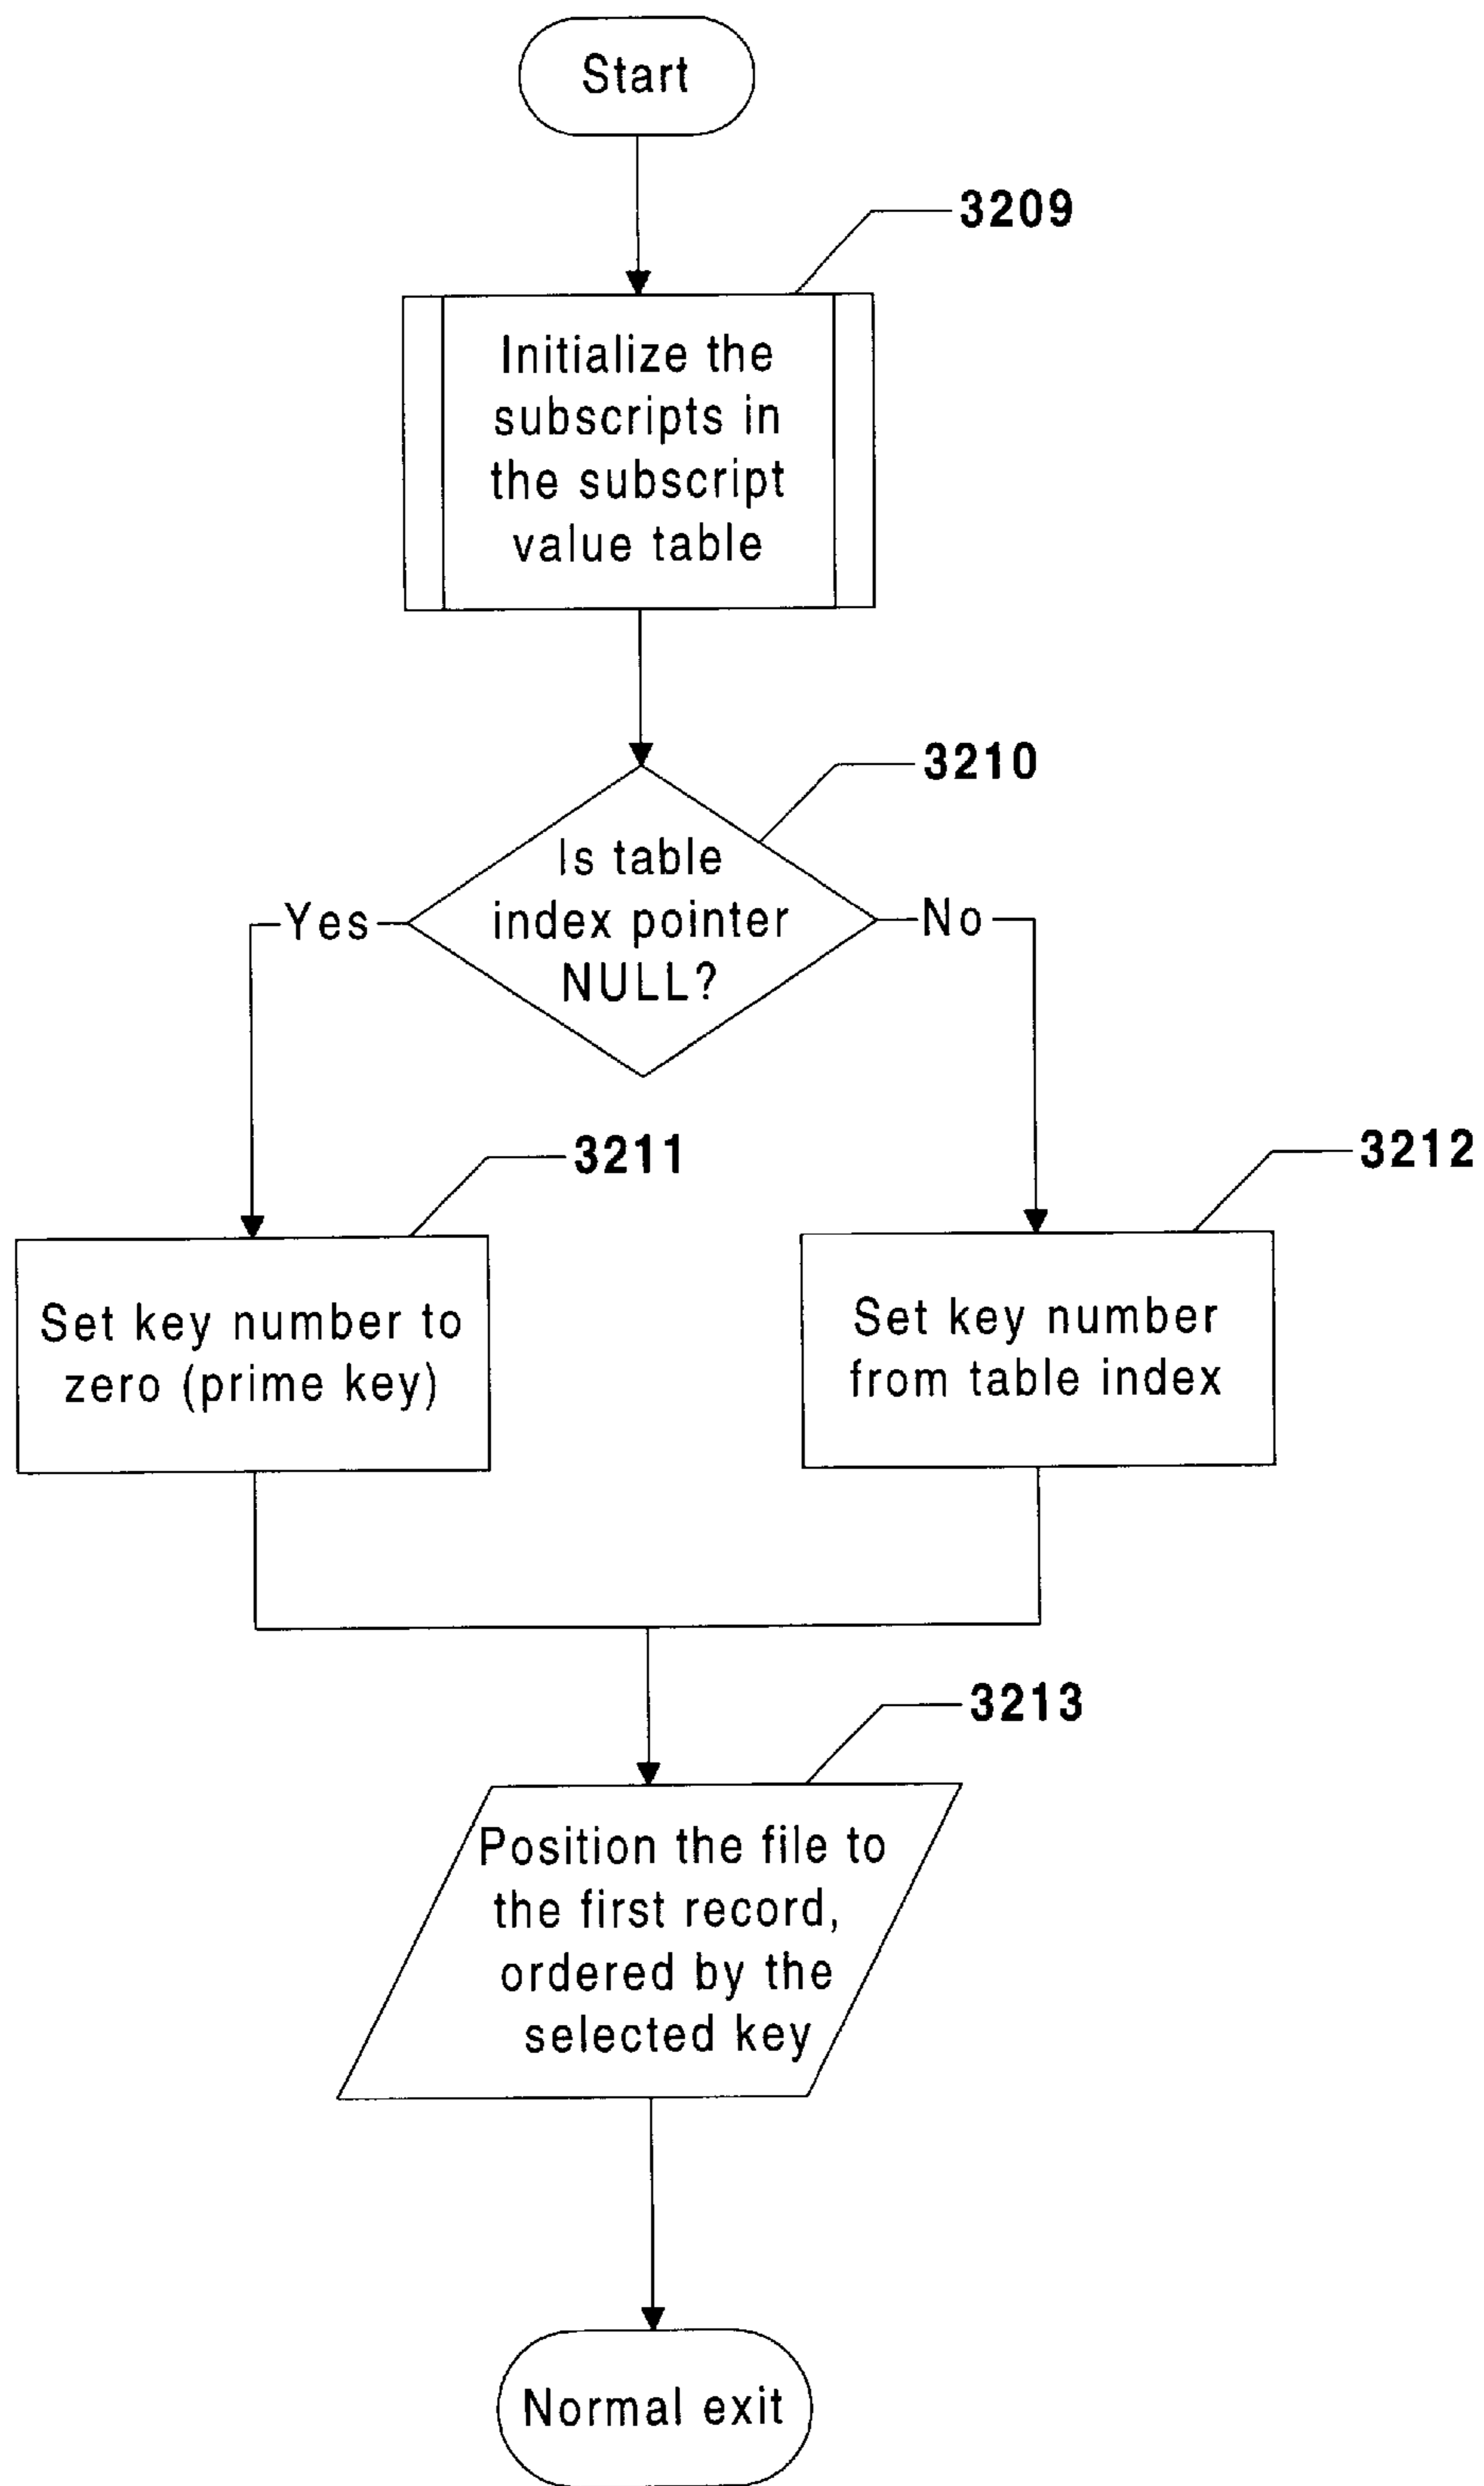 Start
3209
Initialize the
subscripts in
the subscript
value table
3210
Is table
index pointer
NULL?
Yes
No
3211
3212
Set key number to
zero (prime key)
Set key number
from table index
3213
Position the file to
the first record,
ordered by the
selected key
Normal exit